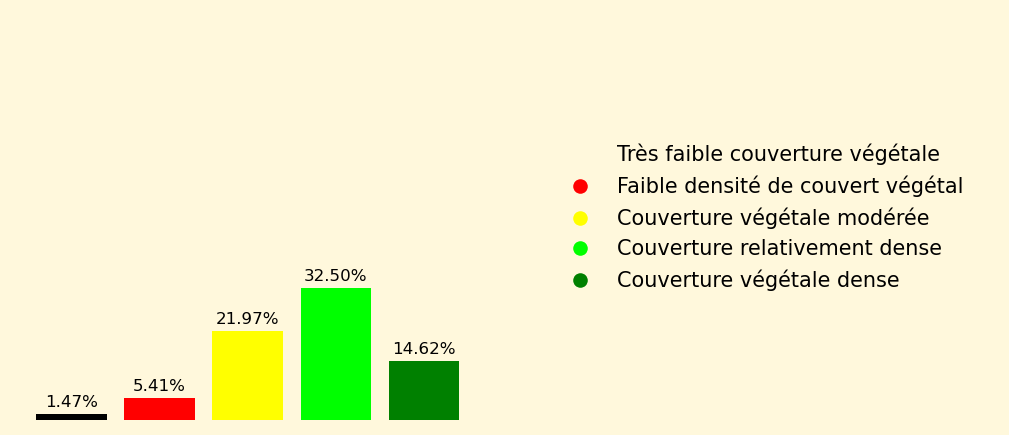 1.47%
5.41%
21.97%
32.50%
14.62%
Très faible couverture végétale
Faible densité de couvert végétal
Couverture végétale modérée
Couverture relativement dense
Couverture végétale dense